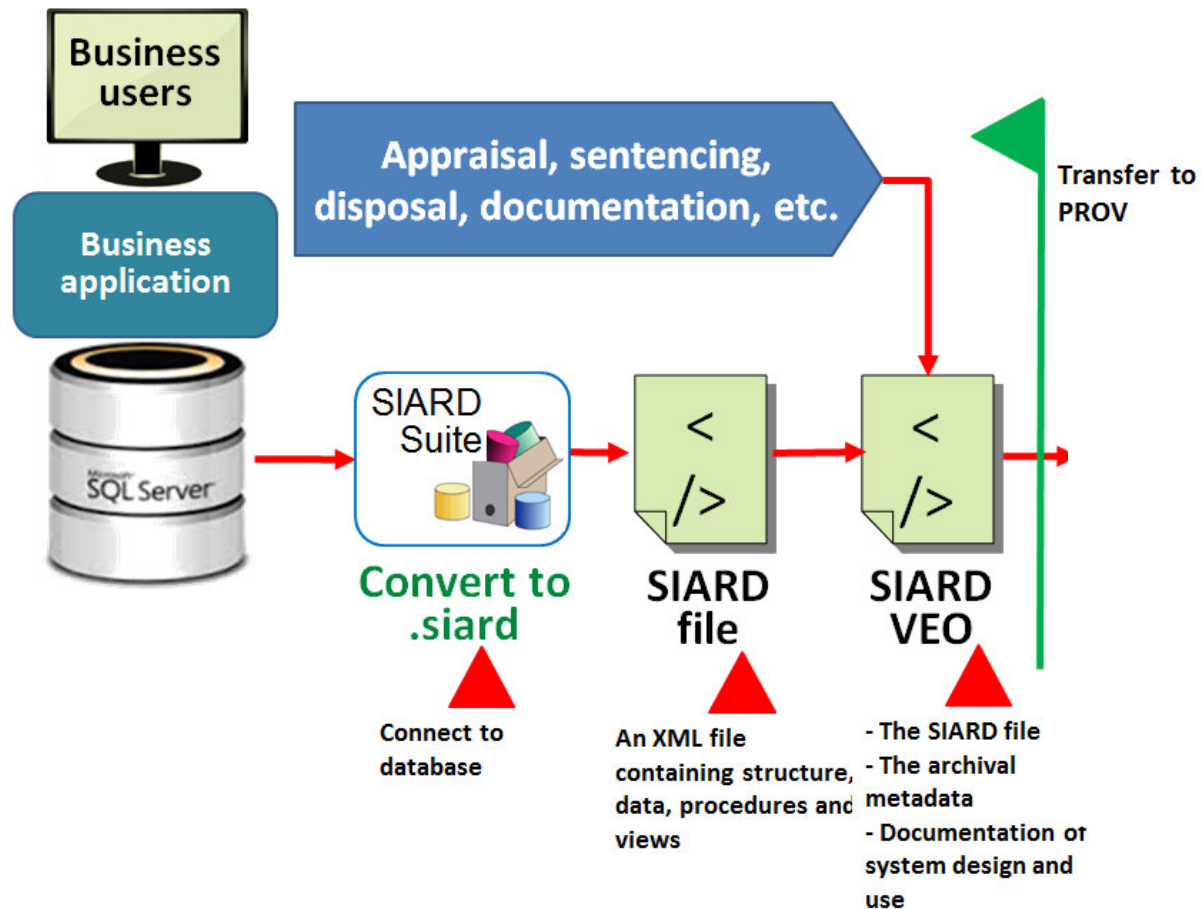 Business
users
Appraisal, sentencing,
disposal, documentation, etc.
Transfer to
PROV
Business
application
SIARD
Suite
<
/>
<
/>
Microsoft
SQL Server
Convert to
.siard
SIARD
file
SIARD
VEO
Connect to
database
An XML file
containing structure,
data, procedures and
views
- The SIARD file
- The archival
metadata
- Documentation of
system design and
use